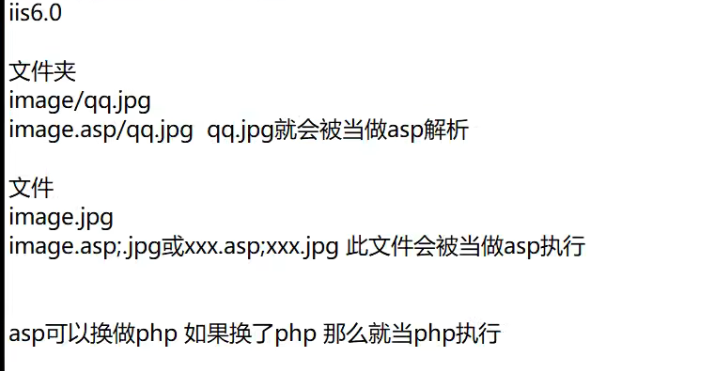 iis6.0
文件夹
image/qq.jpg
image.asp/qq.jpg  qq.jpg就会被当做asp解析
文件
image.jpg
image.asp;.jpg或xxx.asp;xxx.jpg 此文件会被当做asp执行
asp可以换做php 如果换了php 那么就当php执行